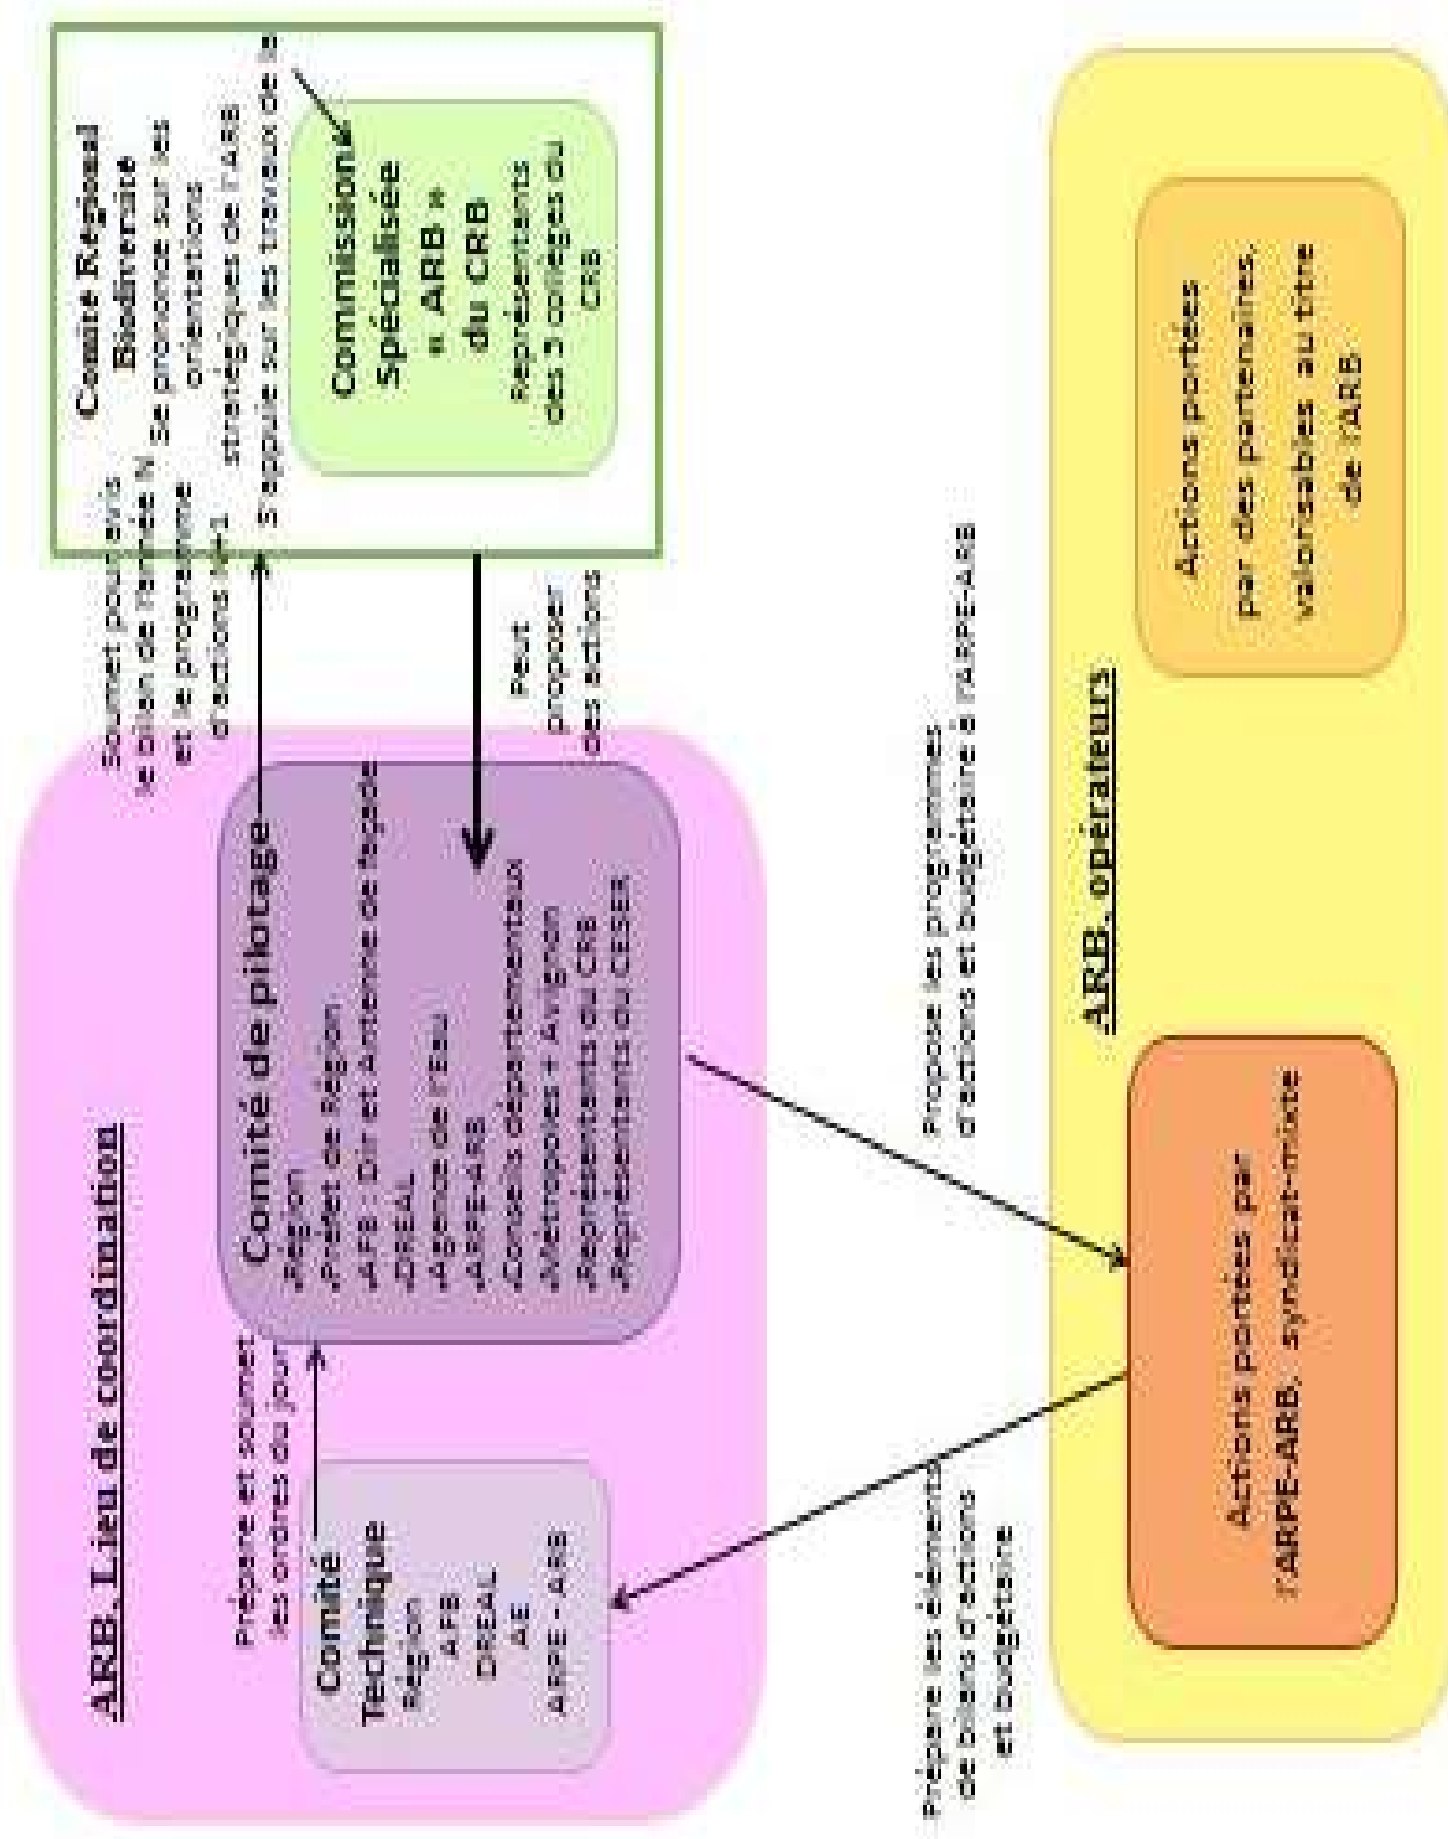 ARB. Lieu de coordination
Prépare et soumet
les ordres du jour
Comité
Technique
Région
AFB
DREAL
AE
ARPE - ARB
Comité de pilotage
Région
Préfet de Région
AFB : Dir et Antenne de façade
DREAL
Agence de l'Eau
ARPE-ARB
Conseils départementaux
Métropoles + Avignon
Représentants du CRB
Représentants du CESER
Soumet pour avis
le bilan de l'année N
et le programme
d'actions N+1
Peut
proposer
des actions
Comité Régional
Biodiversité
Se prononce sur les
orientations
stratégiques de l'ARB
S'appuie sur les travaux de la
Commission
Spécialisée
« ARB »
du CRB
Représentants
des 5 collèges du
CRB
Prépare les éléments
de bilans d'actions
et budgétaire
Propose les programmes
d'actions et budgétaire à l'ARPE-ARB
ARB. opérateurs
Actions portées par
l'ARPE-ARB, syndicat-mixte
Actions portées
par des partenaires,
valorisables au titre
de l'ARB